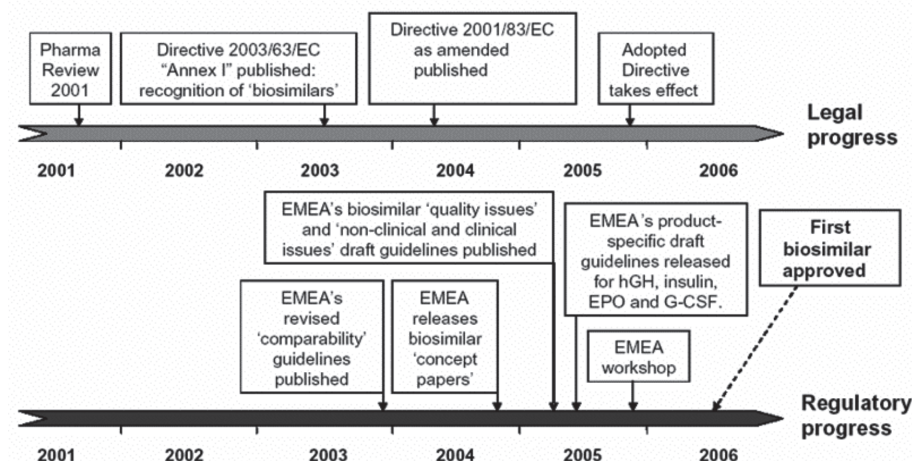 Pharma
Review
2001
Directive 2003/63/EC
“Annex I” published:
recognition of ‘biosimilars’
Directive 2001/83/EC
as amended
published
Adopted
Directive
takes effect
Legal
progress
2001
2002
2003
2004
2005
2006
EMEA’s biosimilar ‘quality issues’
and ‘non-clinical and clinical
issues’ draft guidelines published
EMEA’s product-
specific draft
guidelines released
for hGH, insulin,
EPO and G-CSF.
First
biosimilar
approved
EMEA’s
revised
‘comparability’
guidelines
published
EMEA
releases
biosimilar
‘concept
papers’
EMEA
workshop
Regulatory
progress
2001
2002
2003
2004
2005
2006